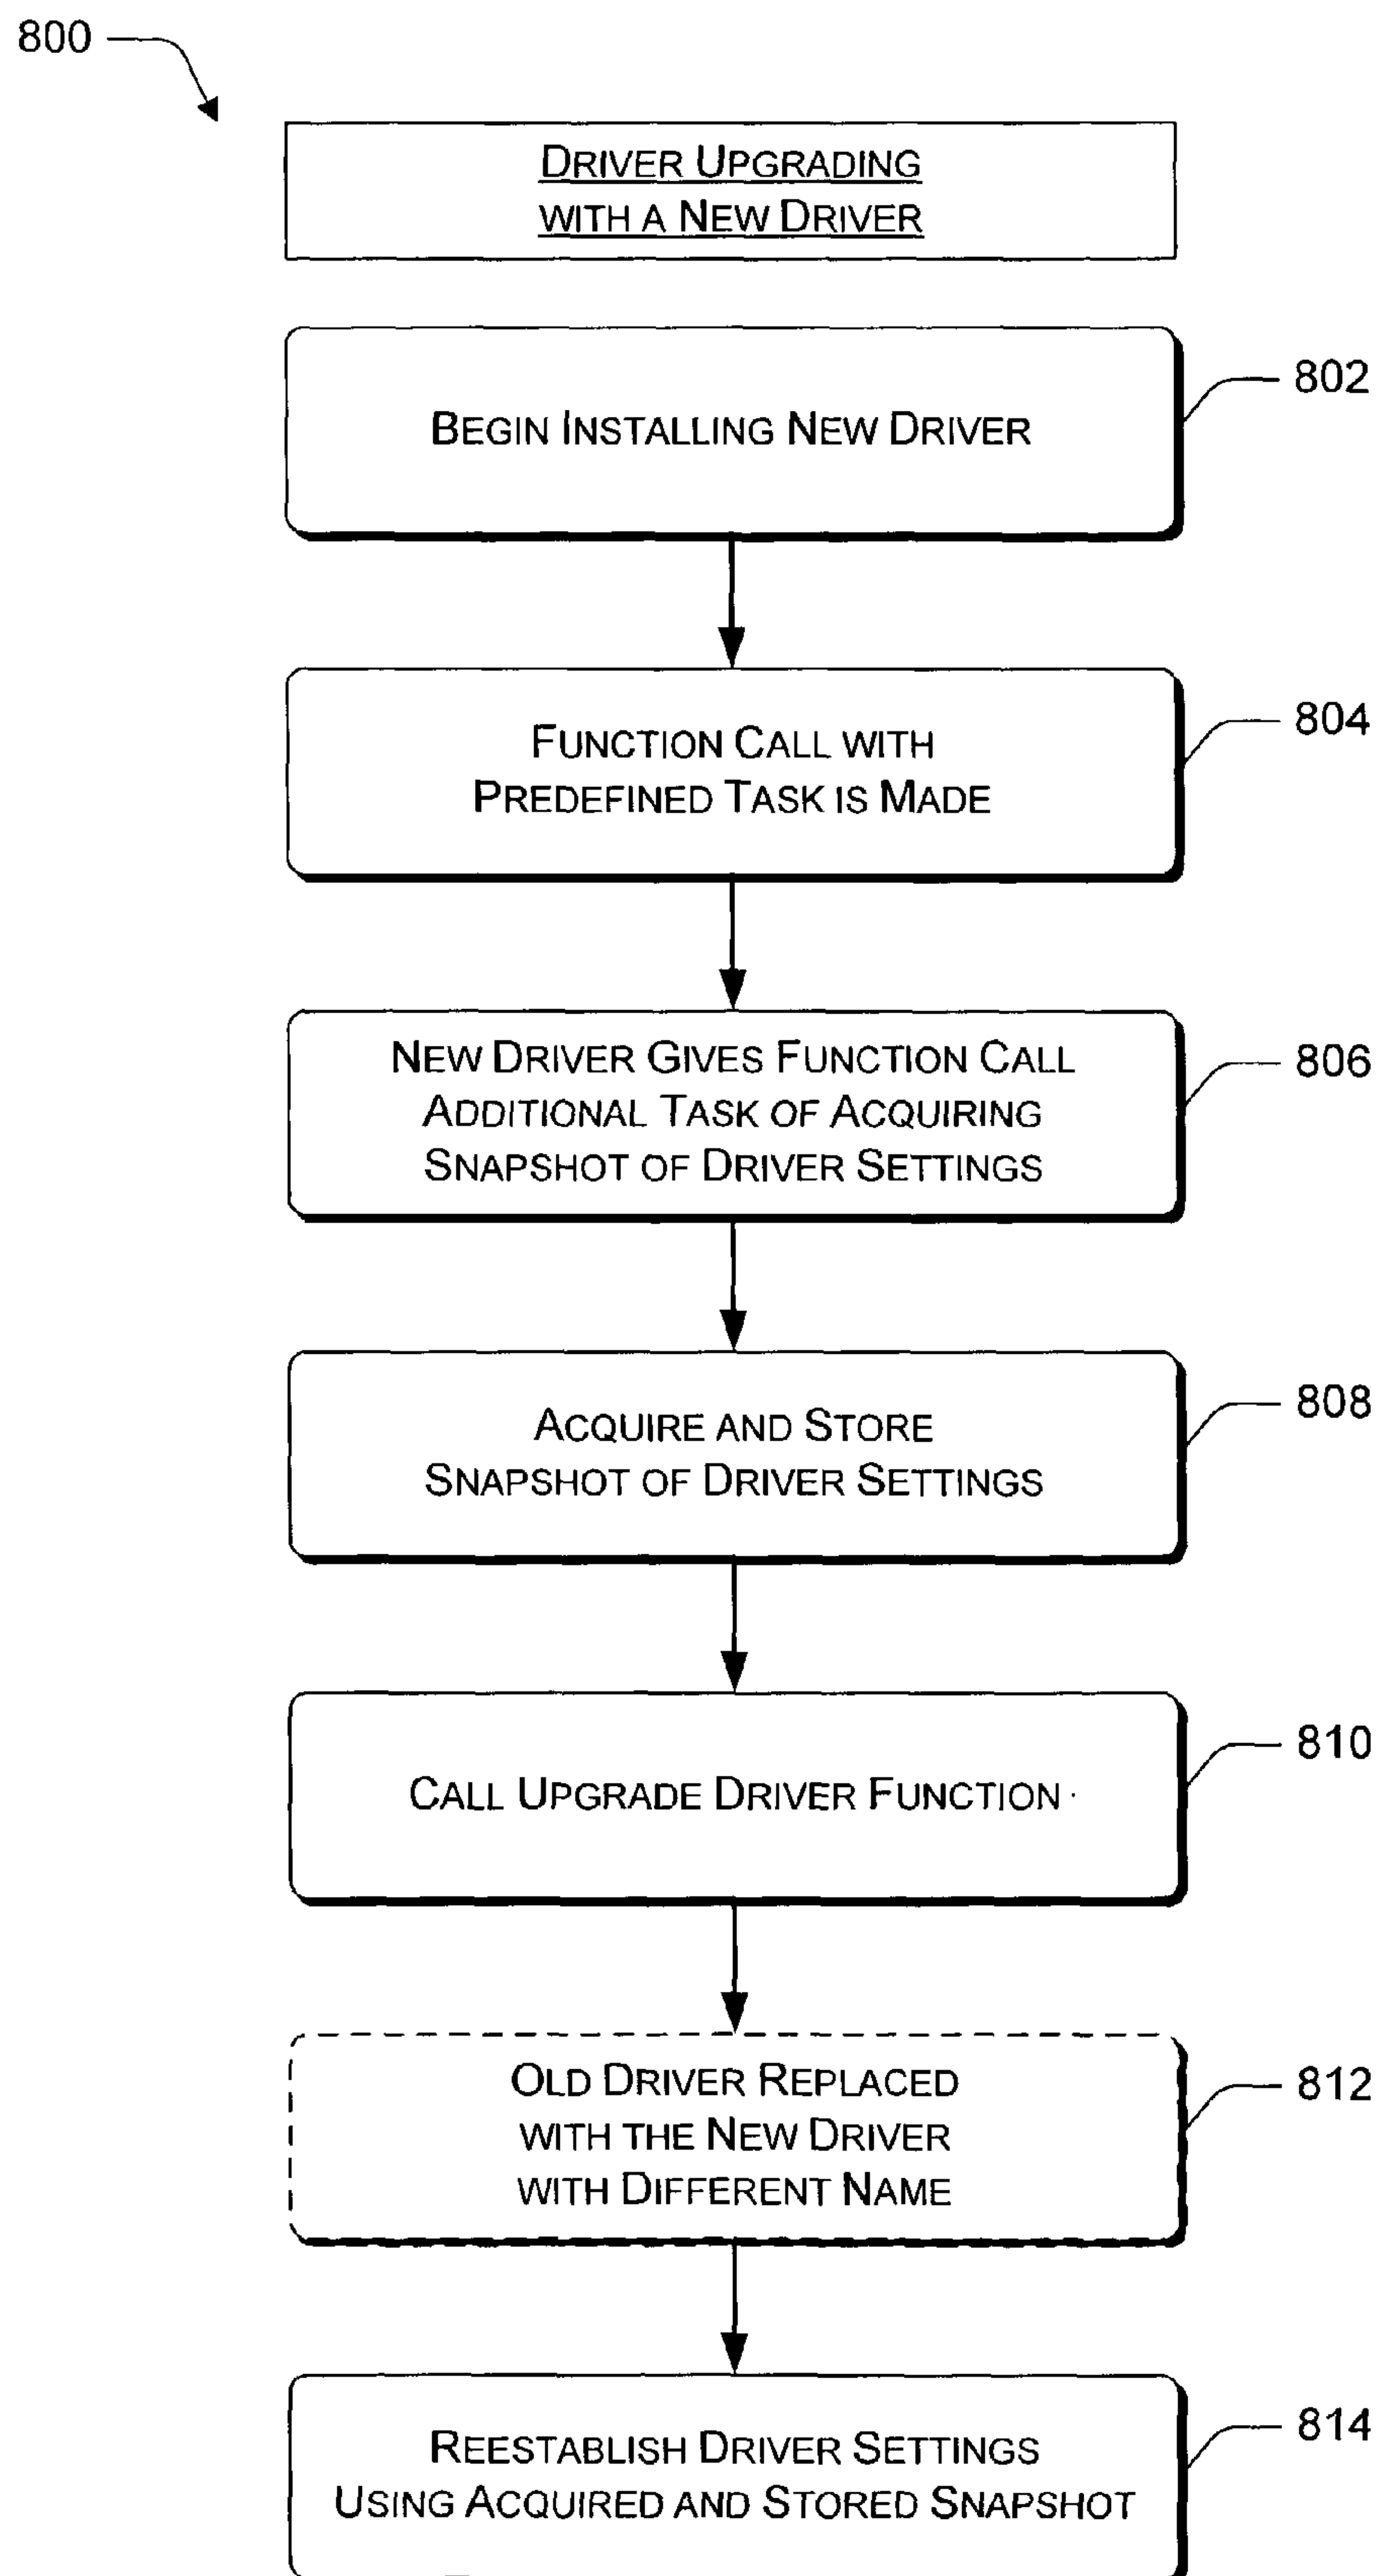 800
DRIVER UPGRADING
WITH A NEW DRIVER
802
BEGIN INSTALLING NEW DRIVER
804
FUNCTION CALL WITH
PREDEFINED TASK IS MADE
806
NEW DRIVER GIVES FUNCTION CALL
ADDITIONAL TASK OF ACQUIRING
SNAPSHOT OF DRIVER SETTINGS
808
ACQUIRE AND STORE
SNAPSHOT OF DRIVER SETTINGS
810
CALL UPGRADE DRIVER FUNCTION
812
OLD DRIVER REPLACED
WITH THE NEW DRIVER
WITH DIFFERENT NAME
814
REESTABLISH DRIVER SETTINGS
USING ACQUIRED AND STORED SNAPSHOT